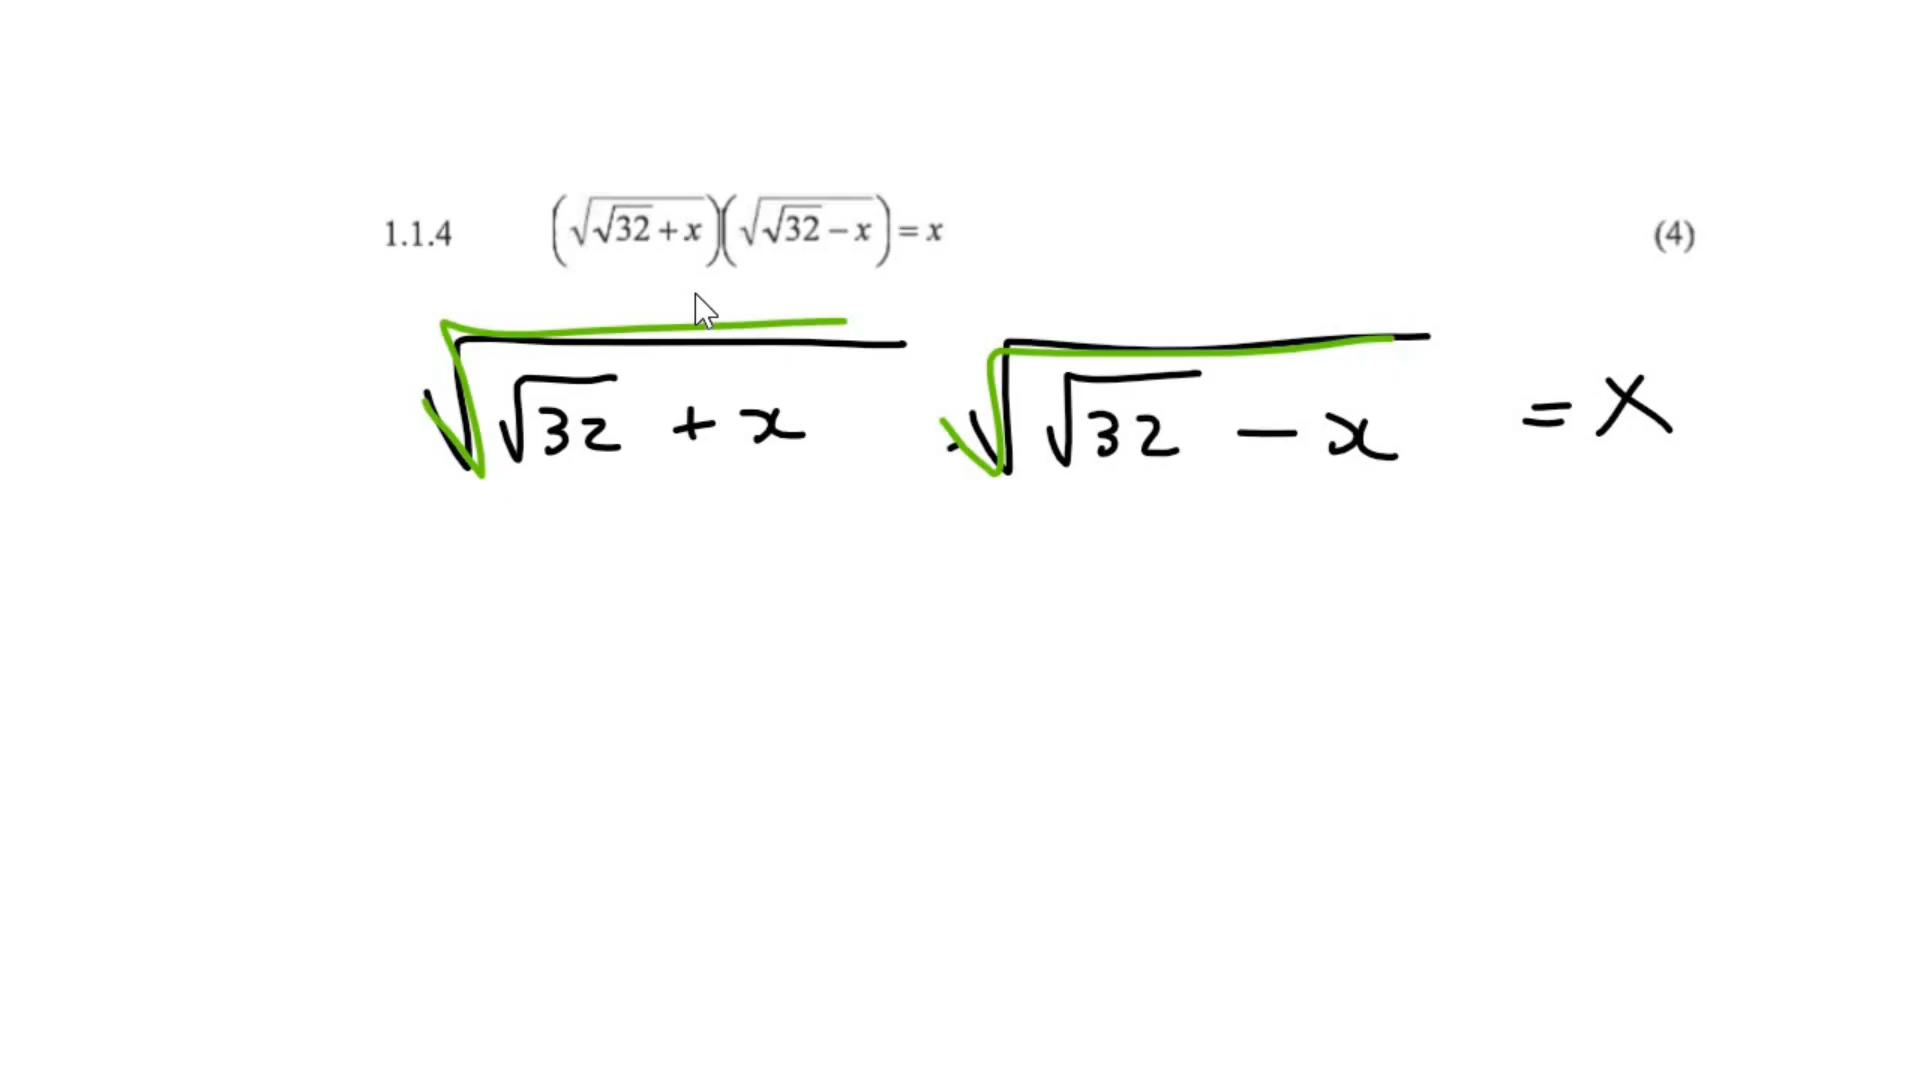 1.1.4 (√(√32 + x))(√(√32 − x)) = x (4)
√(√32 + x) · √(√32 − x) = x